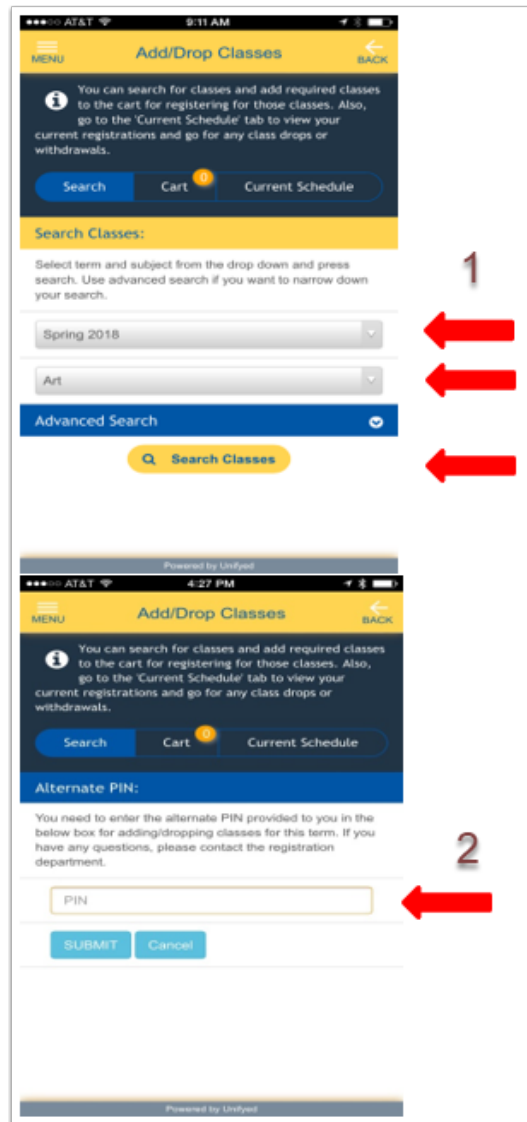 AT&T 9:11 AM
MENU Add/Drop Classes BACK
You can search for classes and add required classes
to the cart for registering for those classes. Also,
go to the 'Current Schedule' tab to view your
current registrations and go for any class drops or
withdrawals.
Search Cart 0 Current Schedule
Search Classes:
Select term and subject from the drop down and press
search. Use advanced search if you want to narrow down
your search.
1
Spring 2018
Art
Advanced Search
Search Classes
Powered by Unifyed
AT&T 4:27 PM
MENU Add/Drop Classes BACK
You can search for classes and add required classes
to the cart for registering for those classes. Also,
go to the 'Current Schedule' tab to view your
current registrations and go for any class drops or
withdrawals.
Search Cart 0 Current Schedule
Alternate PIN:
You need to enter the alternate PIN provided to you in the
below box for adding/dropping classes for this term. If you
have any questions, please contact the registration
department.
2
PIN
SUBMIT Cancel
Powered by Unifyed